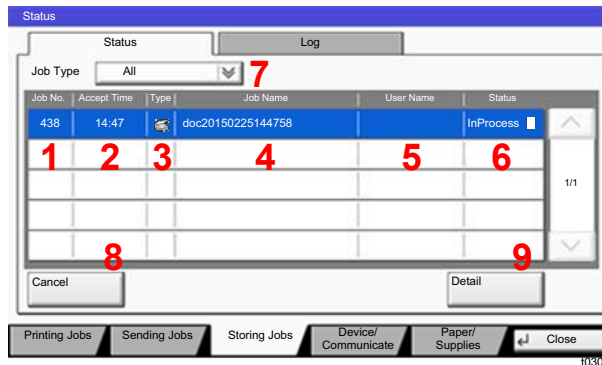 Status
Status Log
Job Type All 7
Job No. Accept Time Type Job Name User Name Status
438 14:47 doc20150225144758 InProcess
1 2 3 4 5 6
1/1
8 9
Cancel Detail
Printing Jobs Sending Jobs Storing Jobs Device/
Communicate Paper/
Supplies Close
t030